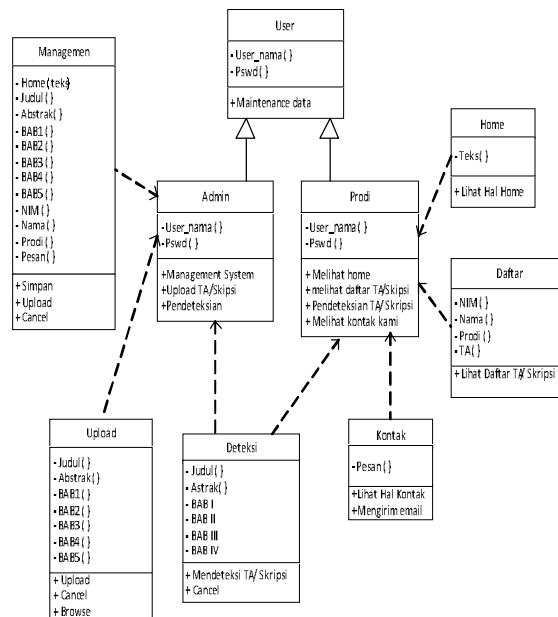 User
- User_nama( )
- Pswd( )
+Maintenance data
Managemen
- Home(teks)
- Judul( )
- Abstrak( )
- BAB1( )
- BAB2( )
- BAB3( )
- BAB4( )
- BAB5( )
- NIM( )
- Nama( )
- Prodi( )
- Pesan( )
+Simpan
+Upload
+Cancel
Admin
-User_nama( )
-Pswd( )
+Management System
+Upload TA/Skipsi
+Pendeteksian
Prodi
-User_nama( )
-Pswd( )
+Melihat home
+melihat daftar TA/Skipsi
+Pendeteksian TA/ Skripsi
+ Melihat kontak kami
Home
-Teks( )
+Lihat Hal Home
Daftar
- NIM( )
- Nama( )
- Prodi( )
- TA( )
+Lihat Daftar TA/ Skripsi
Upload
- Judul( )
- Abstrak( )
- BAB1( )
- BAB2( )
- BAB3( )
- BAB4( )
- BAB5( )
+ Upload
+ Cancel
+ Browse
Deteksi
- Judul( )
- Astrak( )
- BAB I
- BAB II
- BAB III
- BAB IV
+ Mendeteksi TA/ Skripsi
+ Cancel
Kontak
-Pesan( )
+Lihat Hal Kontak
+Mengirim email